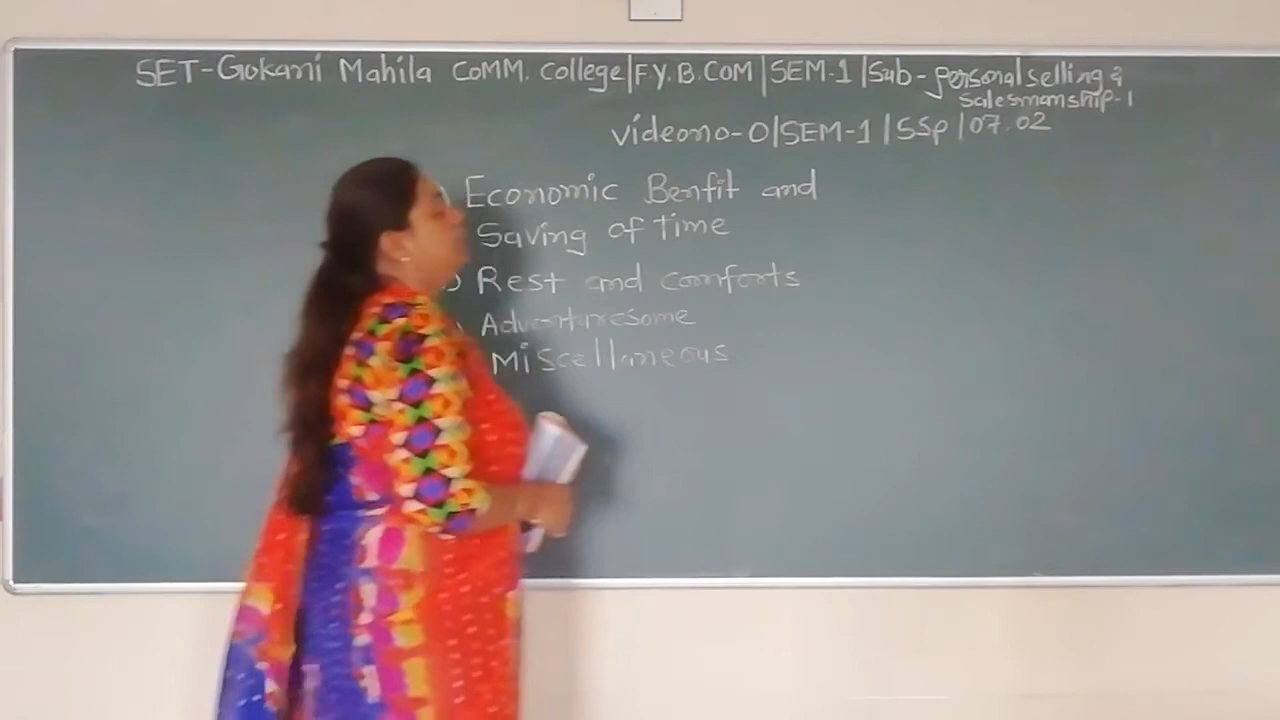 SET-Gokani Mahila COMM. College|F.Y.B.COM|SEM-1|Sub-personal selling &
Salesmanship-1
videono-0|SEM-1|SSP|07.02
Economic Benfit and
Saving of time
Rest and comforts
Adventuresome
Miscellaneous